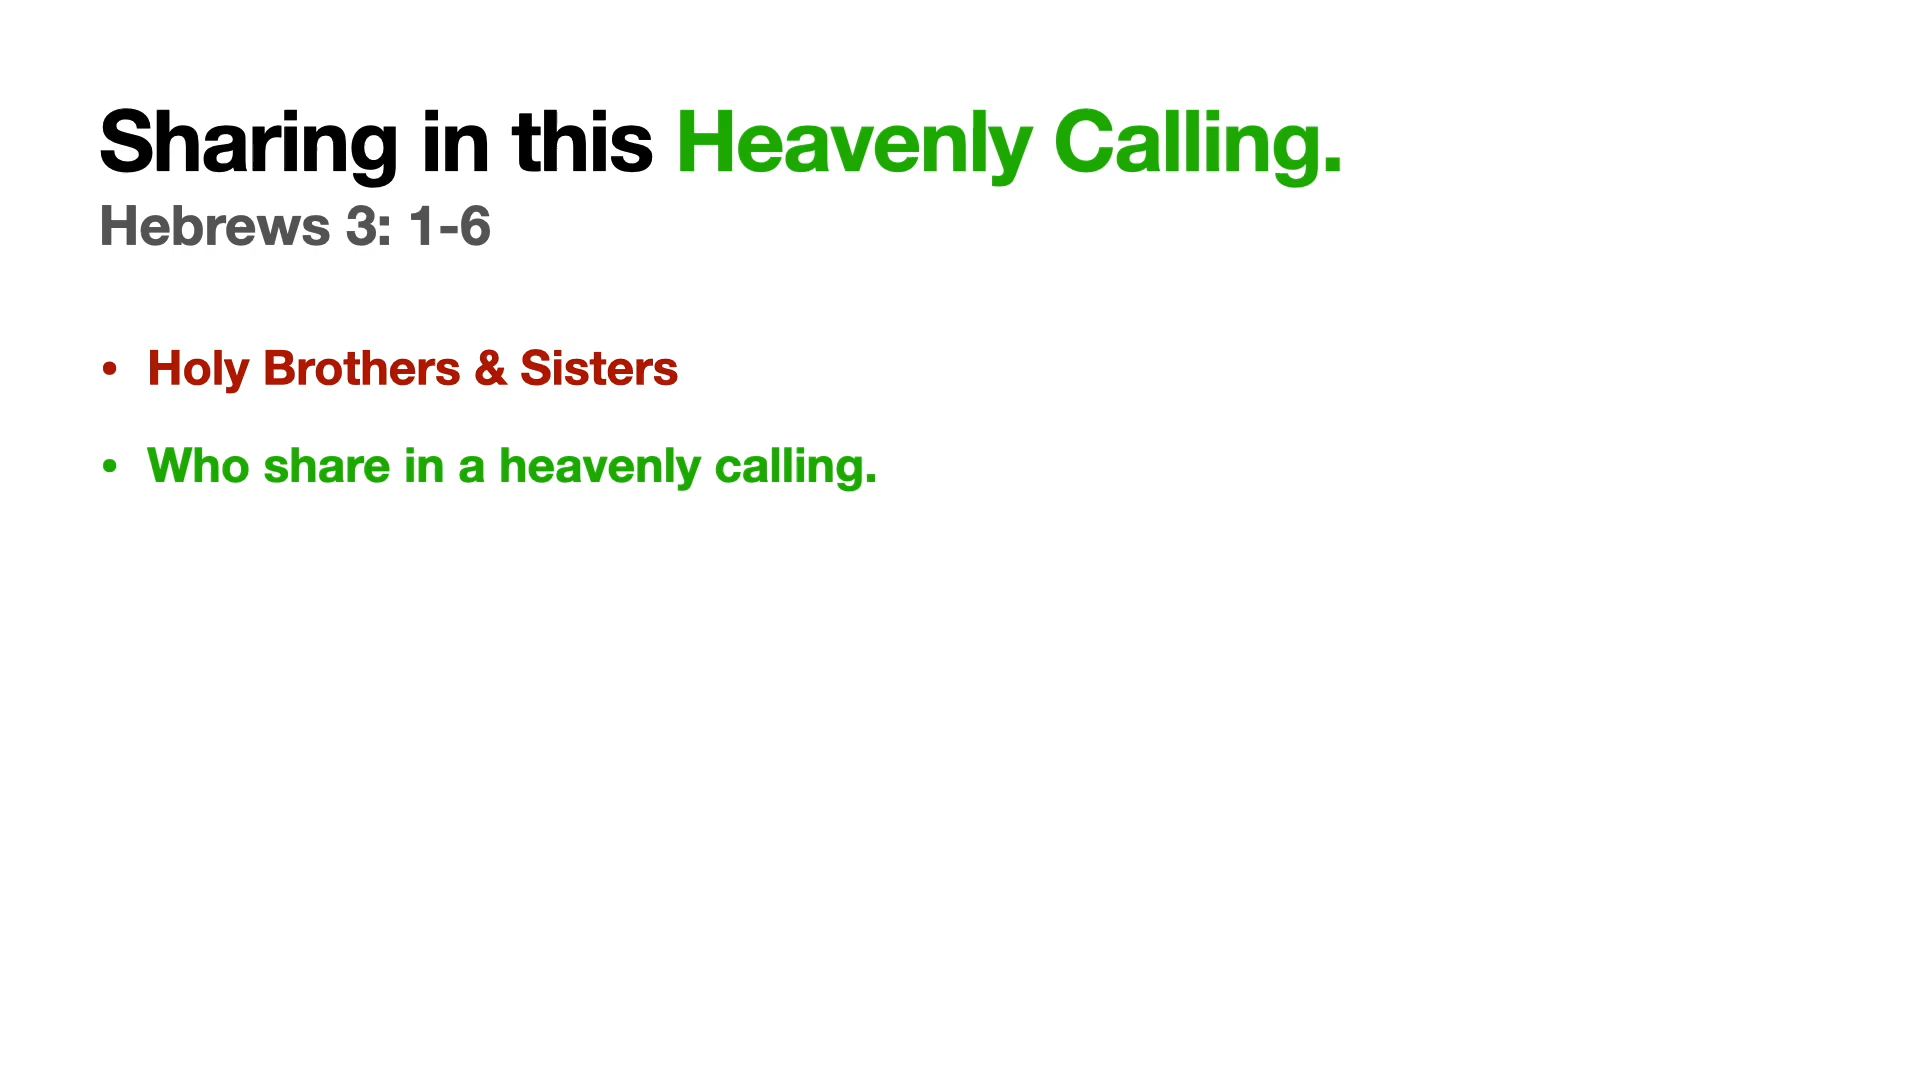 Sharing in this Heavenly Calling.
Hebrews 3: 1-6
• Holy Brothers & Sisters
• Who share in a heavenly calling.